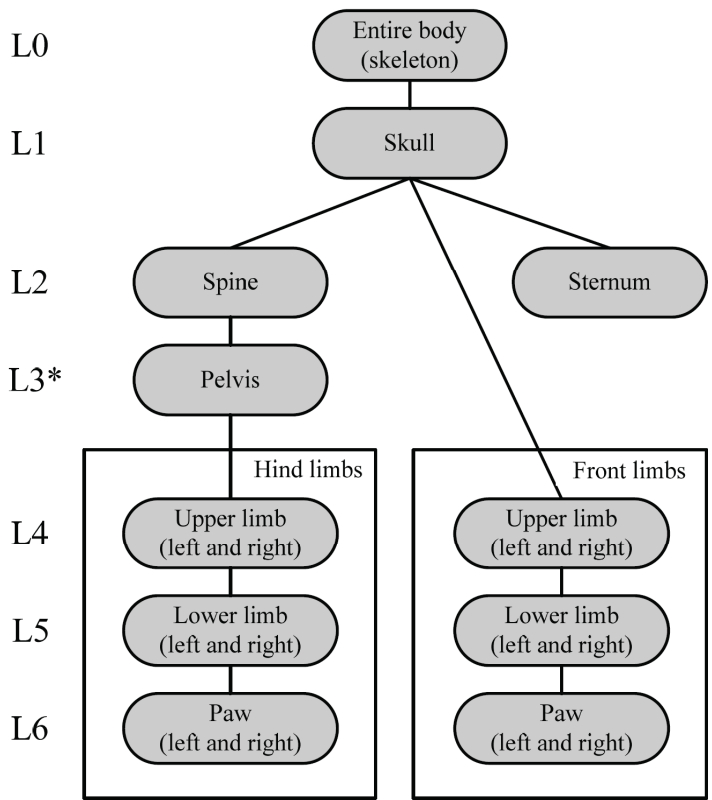 L0
Entire body
(skeleton)
L1
Skull
L2
Spine
Sternum
L3*
Pelvis
Hind limbs
Front limbs
L4
Upper limb
(left and right)
Upper limb
(left and right)
L5
Lower limb
(left and right)
Lower limb
(left and right)
L6
Paw
(left and right)
Paw
(left and right)